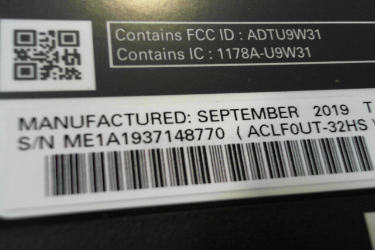 Contains FCC ID : ADTU9W31
Contains IC : 1178A-U9W31
MANUFACTURED: SEPTEMBER 2019 T
S/N ME1A1937148770 ( ACLF0UT-32HS